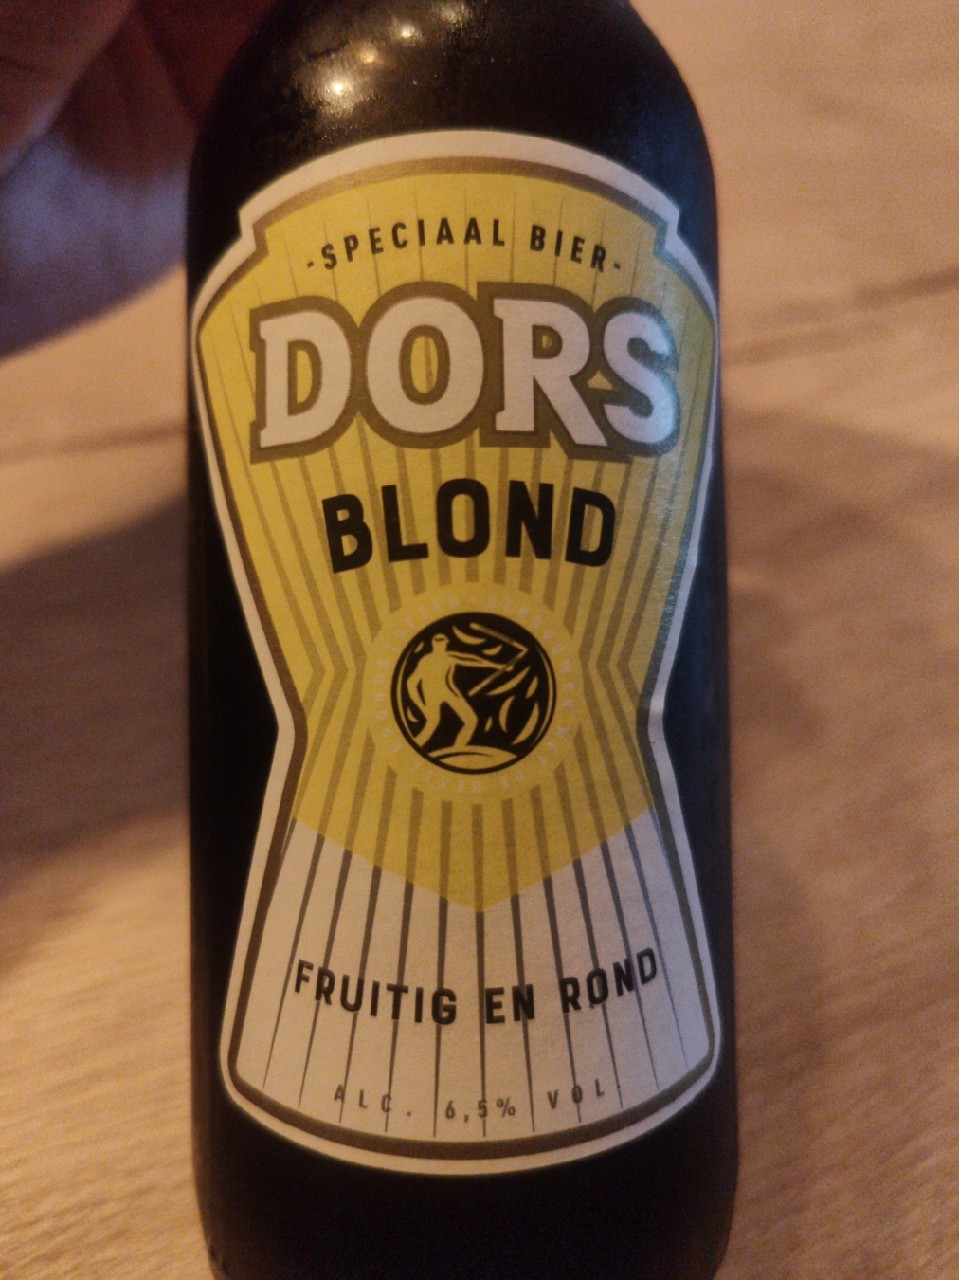 -SPECIAAL BIER-
DORS
BLOND
FRUITIG EN ROND
ALC. 6,5% VOL.